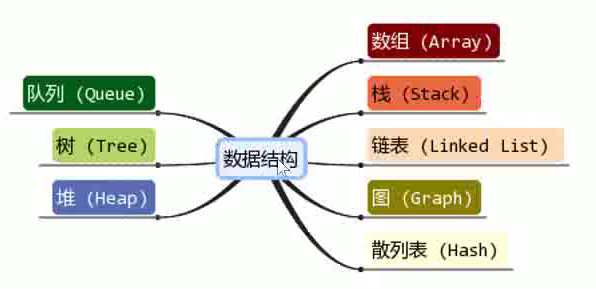 数组 (Array)
队列 (Queue)
栈 (Stack)
树 (Tree)
数据结构
链表 (Linked List)
堆 (Heap)
图 (Graph)
散列表 (Hash)